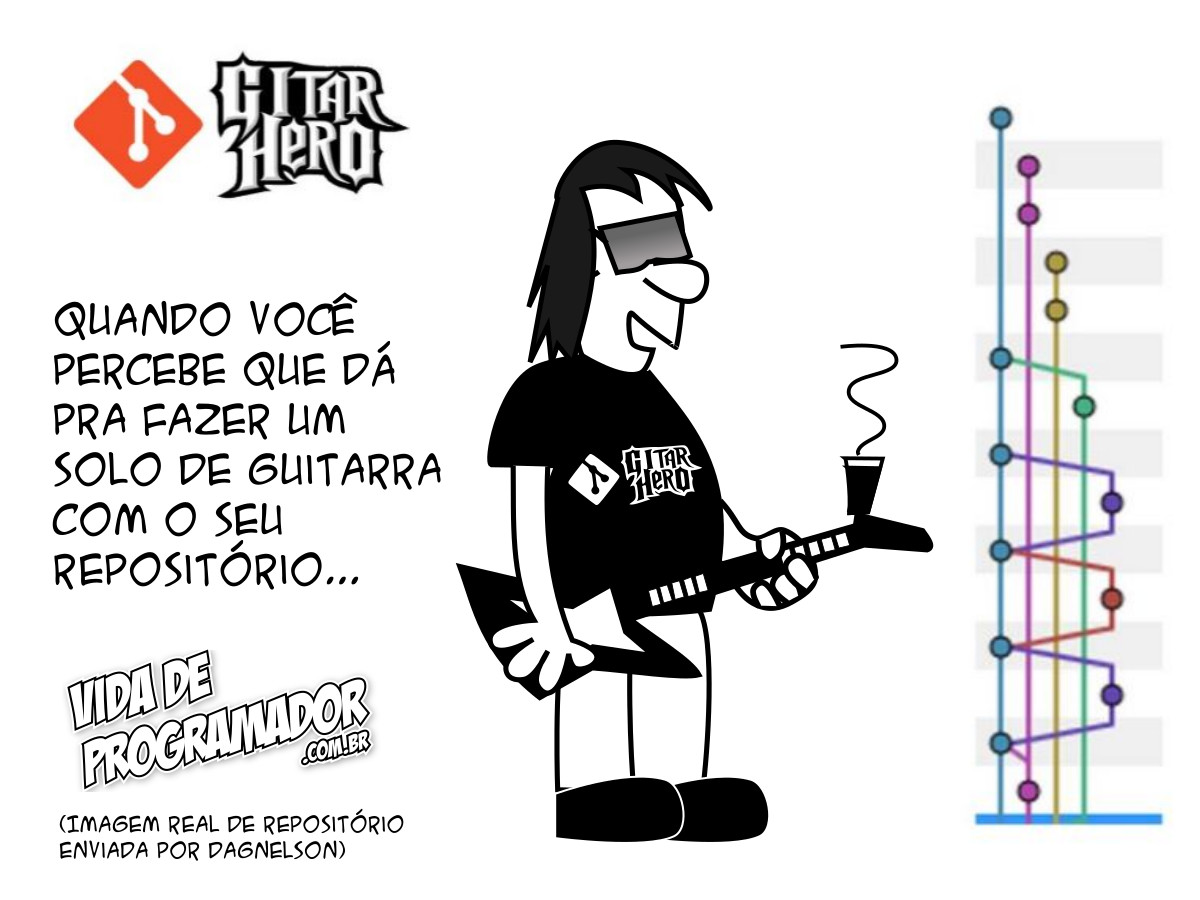 GITAR
HERO
QUANDO VOCÊ
PERCEBE QUE DÁ
PRA FAZER UM
SOLO DE GUITARRA
COM O SEU
REPOSITÓRIO...
GITAR
HERO
VIDA DE
PROGRAMADOR
.COM.BR
(IMAGEM REAL DE REPOSITÓRIO
ENVIADA POR DAGNELSON)